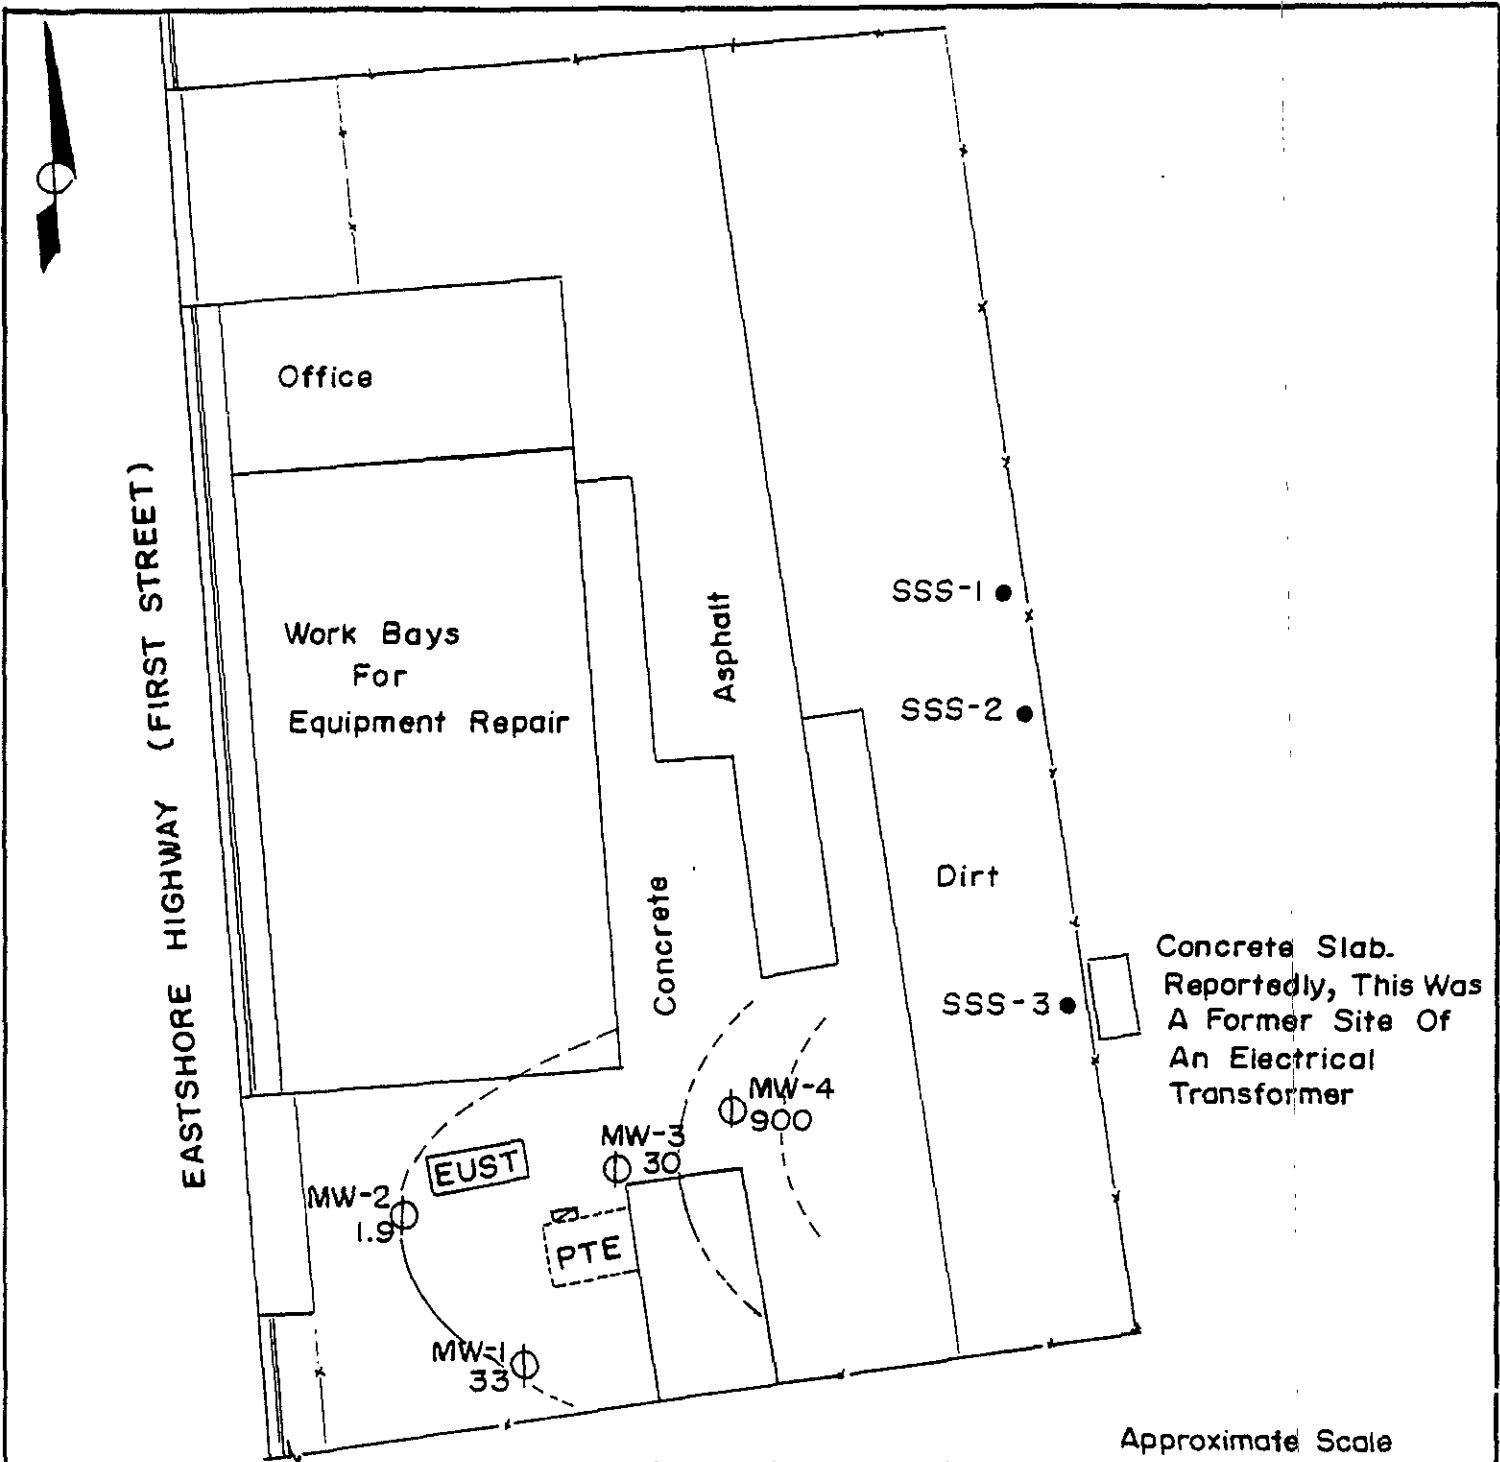 Office
EASTSHORE HIGHWAY (FIRST STREET)
Work Bays
For
Equipment Repair
Asphalt
SSS-1
SSS-2
Concrete
Dirt
SSS-3
Concrete Slab.
Reportedly, This Was
A Former Site Of
An Electrical
Transformer
MW-4
900
MW-3
30
EUST
MW-2
1.9
PTE
MW-1
33
Approximate Scale